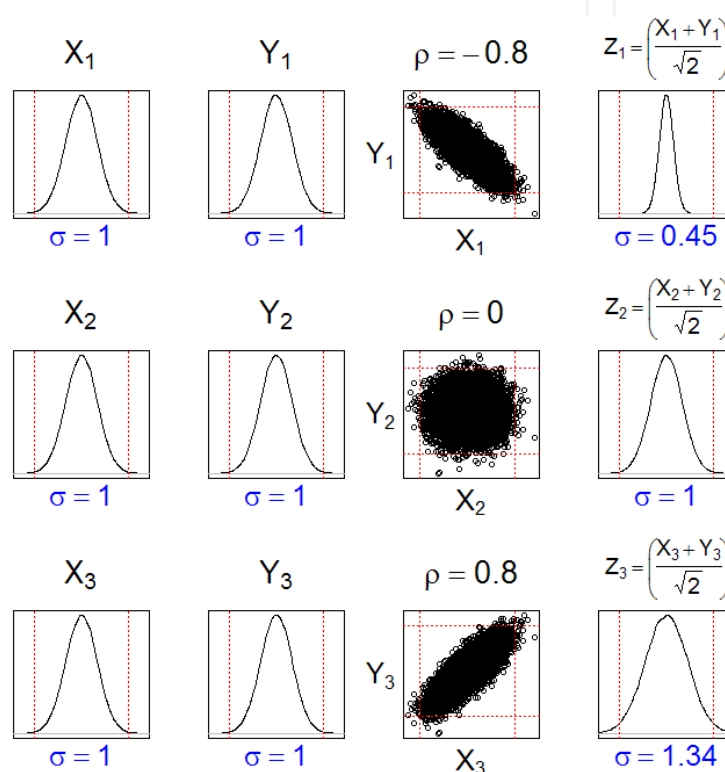 X₁ Y₁ ρ = −0.8 Z₁ = (X₁ + Y₁ / √2)
Y₁
X₁
σ = 1 σ = 1 σ = 0.45
X₂ Y₂ ρ = 0 Z₂ = (X₂ + Y₂ / √2)
Y₂
X₂
σ = 1 σ = 1 σ = 1
X₃ Y₃ ρ = 0.8 Z₃ = (X₃ + Y₃ / √2)
Y₃
X₃
σ = 1 σ = 1 σ = 1.34